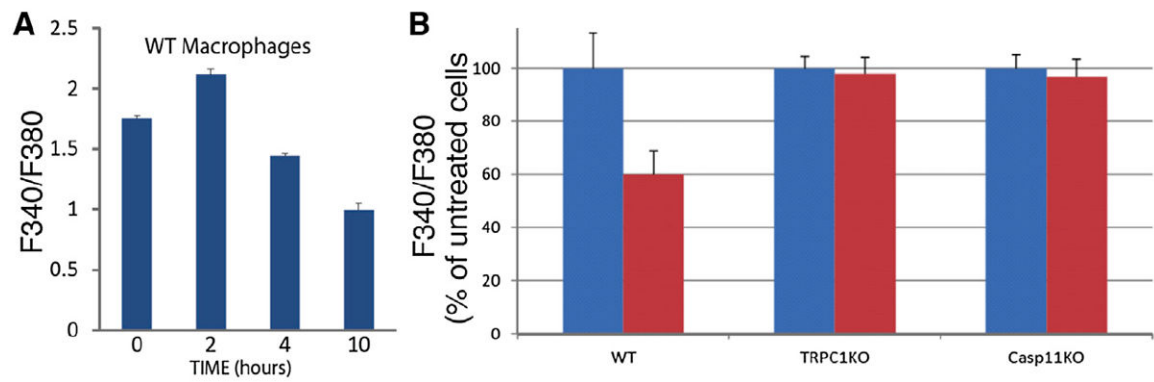 A
WT Macrophages
F340/F380
2.5
2
1.5
1
0.5
0
0 2 4 10
TIME (hours)
B
F340/F380
(% of untreated cells)
100
80
60
40
20
0
WT TRPC1KO Casp11KO